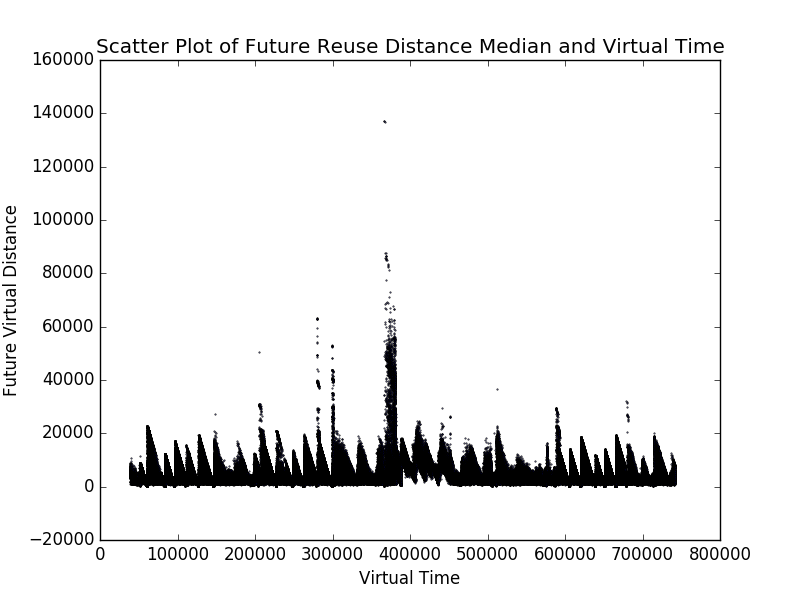 Scatter Plot of Future Reuse Distance Median and Virtual Time
160000
140000
120000
100000
80000
60000
40000
20000
0
−20000
Future Virtual Distance
0 100000 200000 300000 400000 500000 600000 700000 800000
Virtual Time